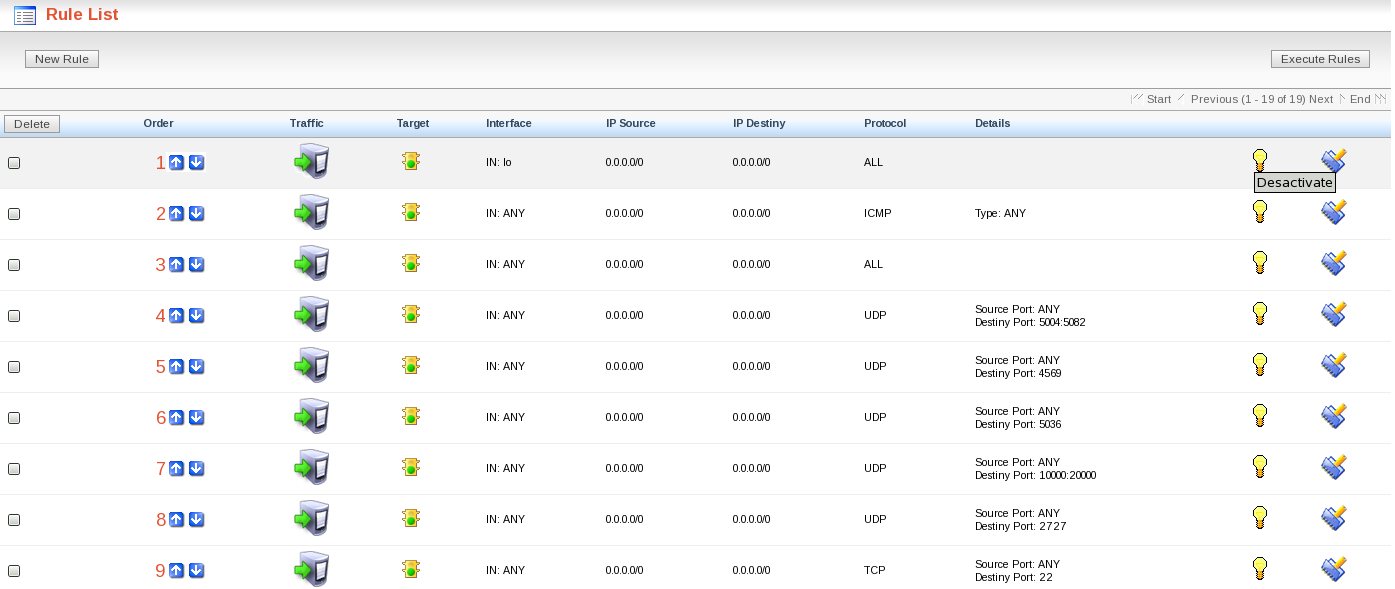 Rule List
New Rule Execute Rules
Start Previous (1 - 19 of 19) Next End
Delete Order Traffic Target Interface IP Source IP Destiny Protocol Details
1 IN: lo 0.0.0.0/0 0.0.0.0/0 ALL
Desactivate
2 IN: ANY 0.0.0.0/0 0.0.0.0/0 ICMP Type: ANY
3 IN: ANY 0.0.0.0/0 0.0.0.0/0 ALL
4 IN: ANY 0.0.0.0/0 0.0.0.0/0 UDP Source Port: ANY
Destiny Port: 5004:5082
5 IN: ANY 0.0.0.0/0 0.0.0.0/0 UDP Source Port: ANY
Destiny Port: 4569
6 IN: ANY 0.0.0.0/0 0.0.0.0/0 UDP Source Port: ANY
Destiny Port: 5036
7 IN: ANY 0.0.0.0/0 0.0.0.0/0 UDP Source Port: ANY
Destiny Port: 10000:20000
8 IN: ANY 0.0.0.0/0 0.0.0.0/0 UDP Source Port: ANY
Destiny Port: 2727
9 IN: ANY 0.0.0.0/0 0.0.0.0/0 TCP Source Port: ANY
Destiny Port: 22